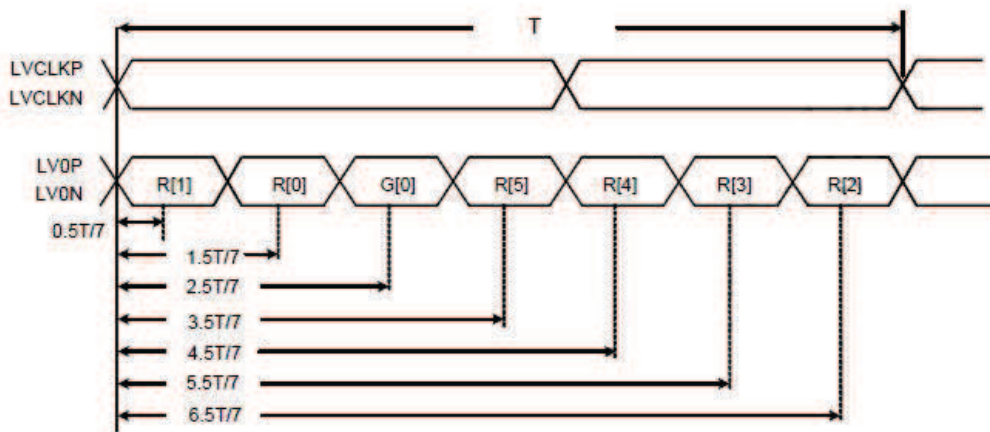 T
LVCLKP
LVCLKN
LV0P
LV0N
R[1] R[0] G[0] R[5] R[4] R[3] R[2]
0.5T/7
1.5T/7
2.5T/7
3.5T/7
4.5T/7
5.5T/7
6.5T/7